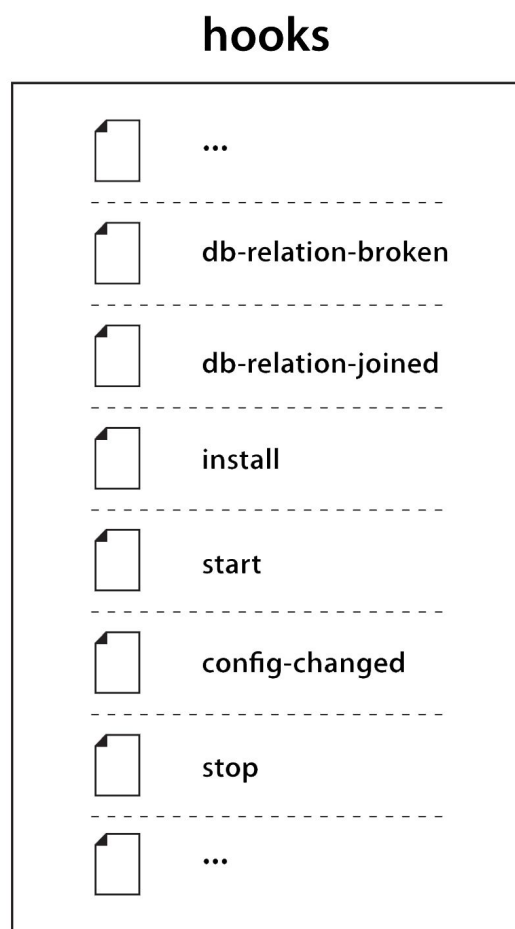 hooks
...
db-relation-broken
db-relation-joined
install
start
config-changed
stop
...